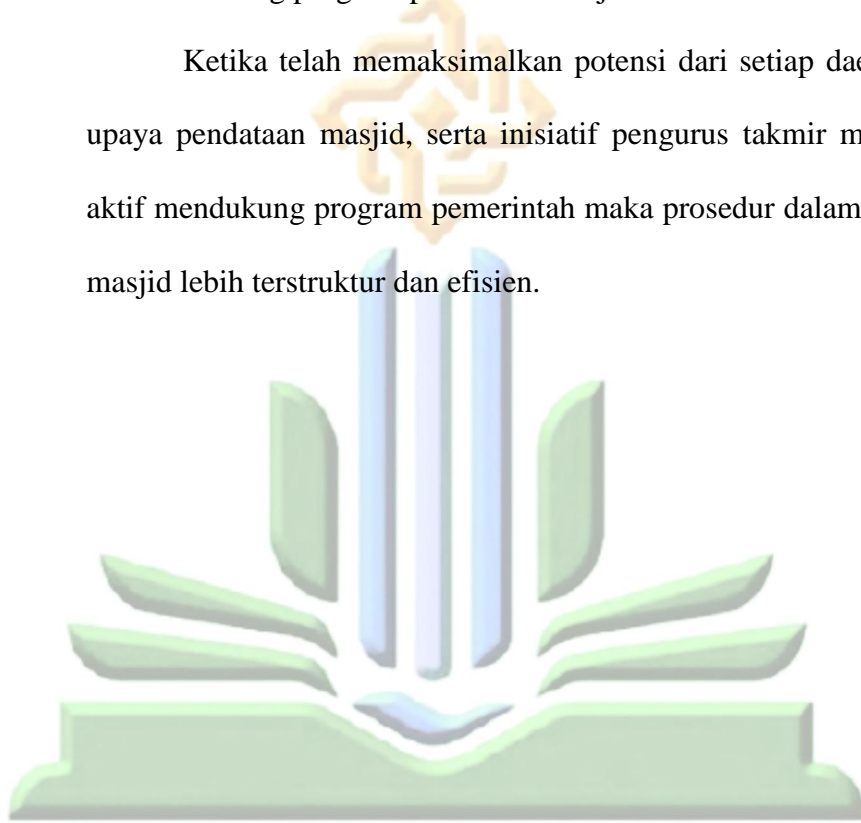 Ketika telah memaksimalkan potensi dari setiap
upaya pendataan masjid, serta inisiatif pengurus takmir
aktif mendukung program pemerintah maka prosedur dalam
masjid lebih terstruktur dan efisien.